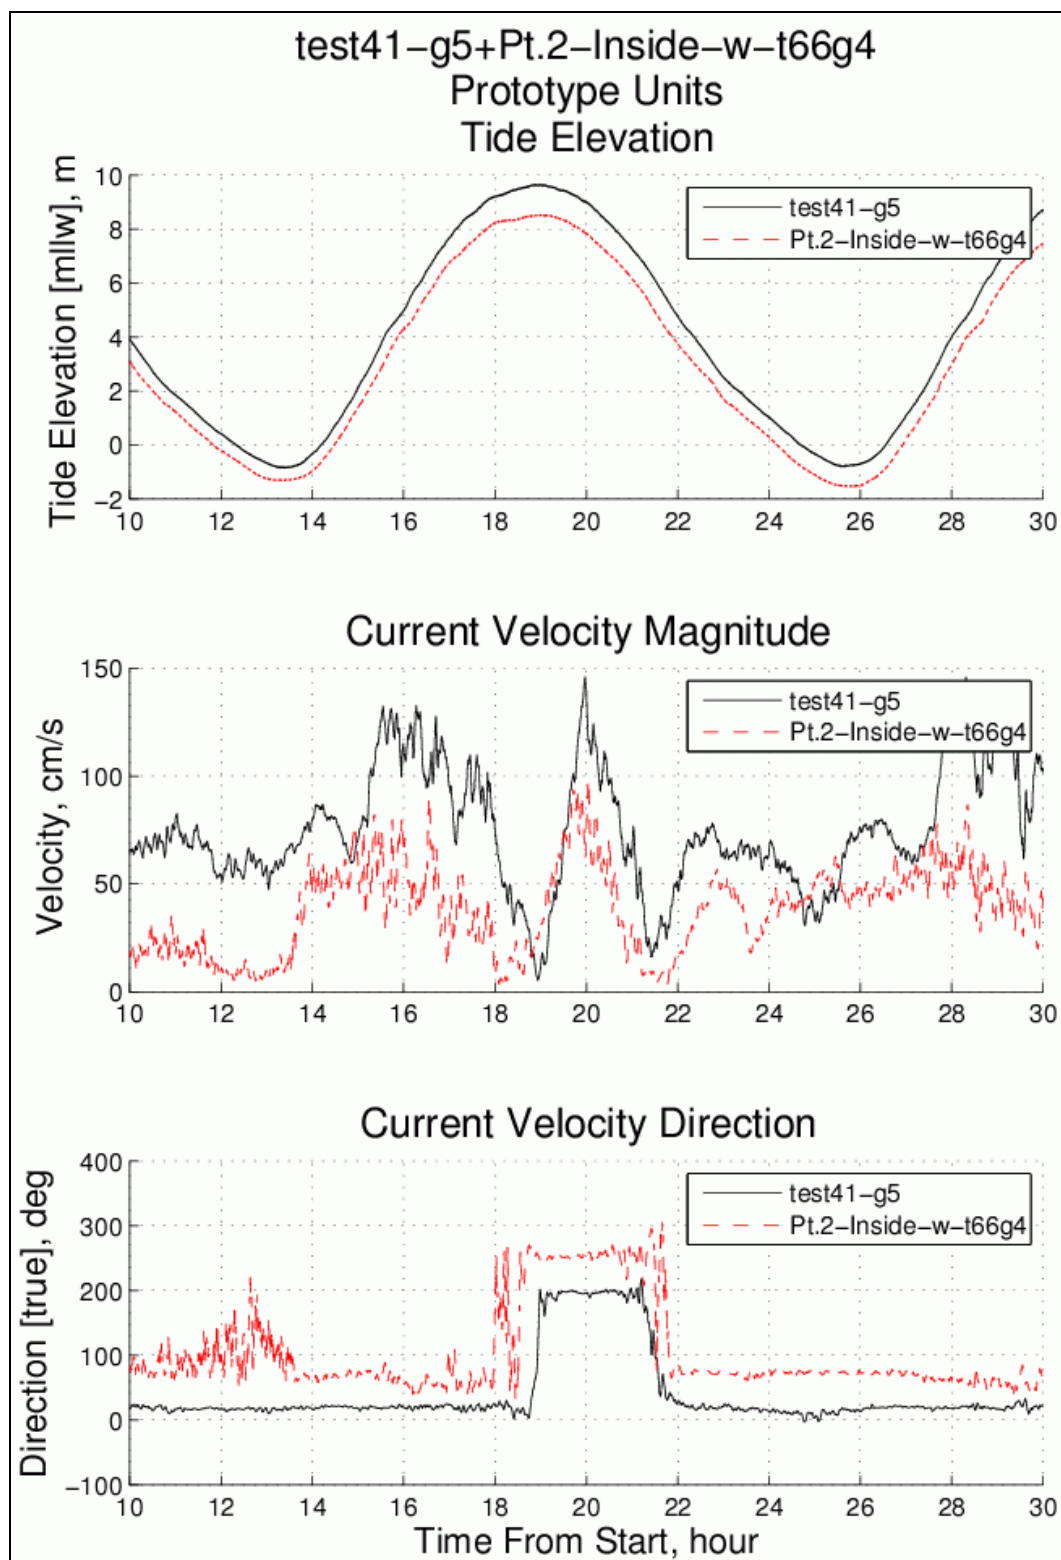 test41-g5+Pt.2-Inside-w-t66g4
Prototype Units
Tide Elevation
Tide Elevation [mllw], m
10
8
6
4
2
0
-2
test41-g5
Pt.2-Inside-w-t66g4
10 12 14 16 18 20 22 24 26 28 30
Current Velocity Magnitude
Velocity, cm/s
150
100
50
0
test41-g5
Pt.2-Inside-w-t66g4
10 12 14 16 18 20 22 24 26 28 30
Current Velocity Direction
Direction [true], deg
400
300
200
100
0
-100
test41-g5
Pt.2-Inside-w-t66g4
10 12 14 16 18 20 22 24 26 28 30
Time From Start, hour